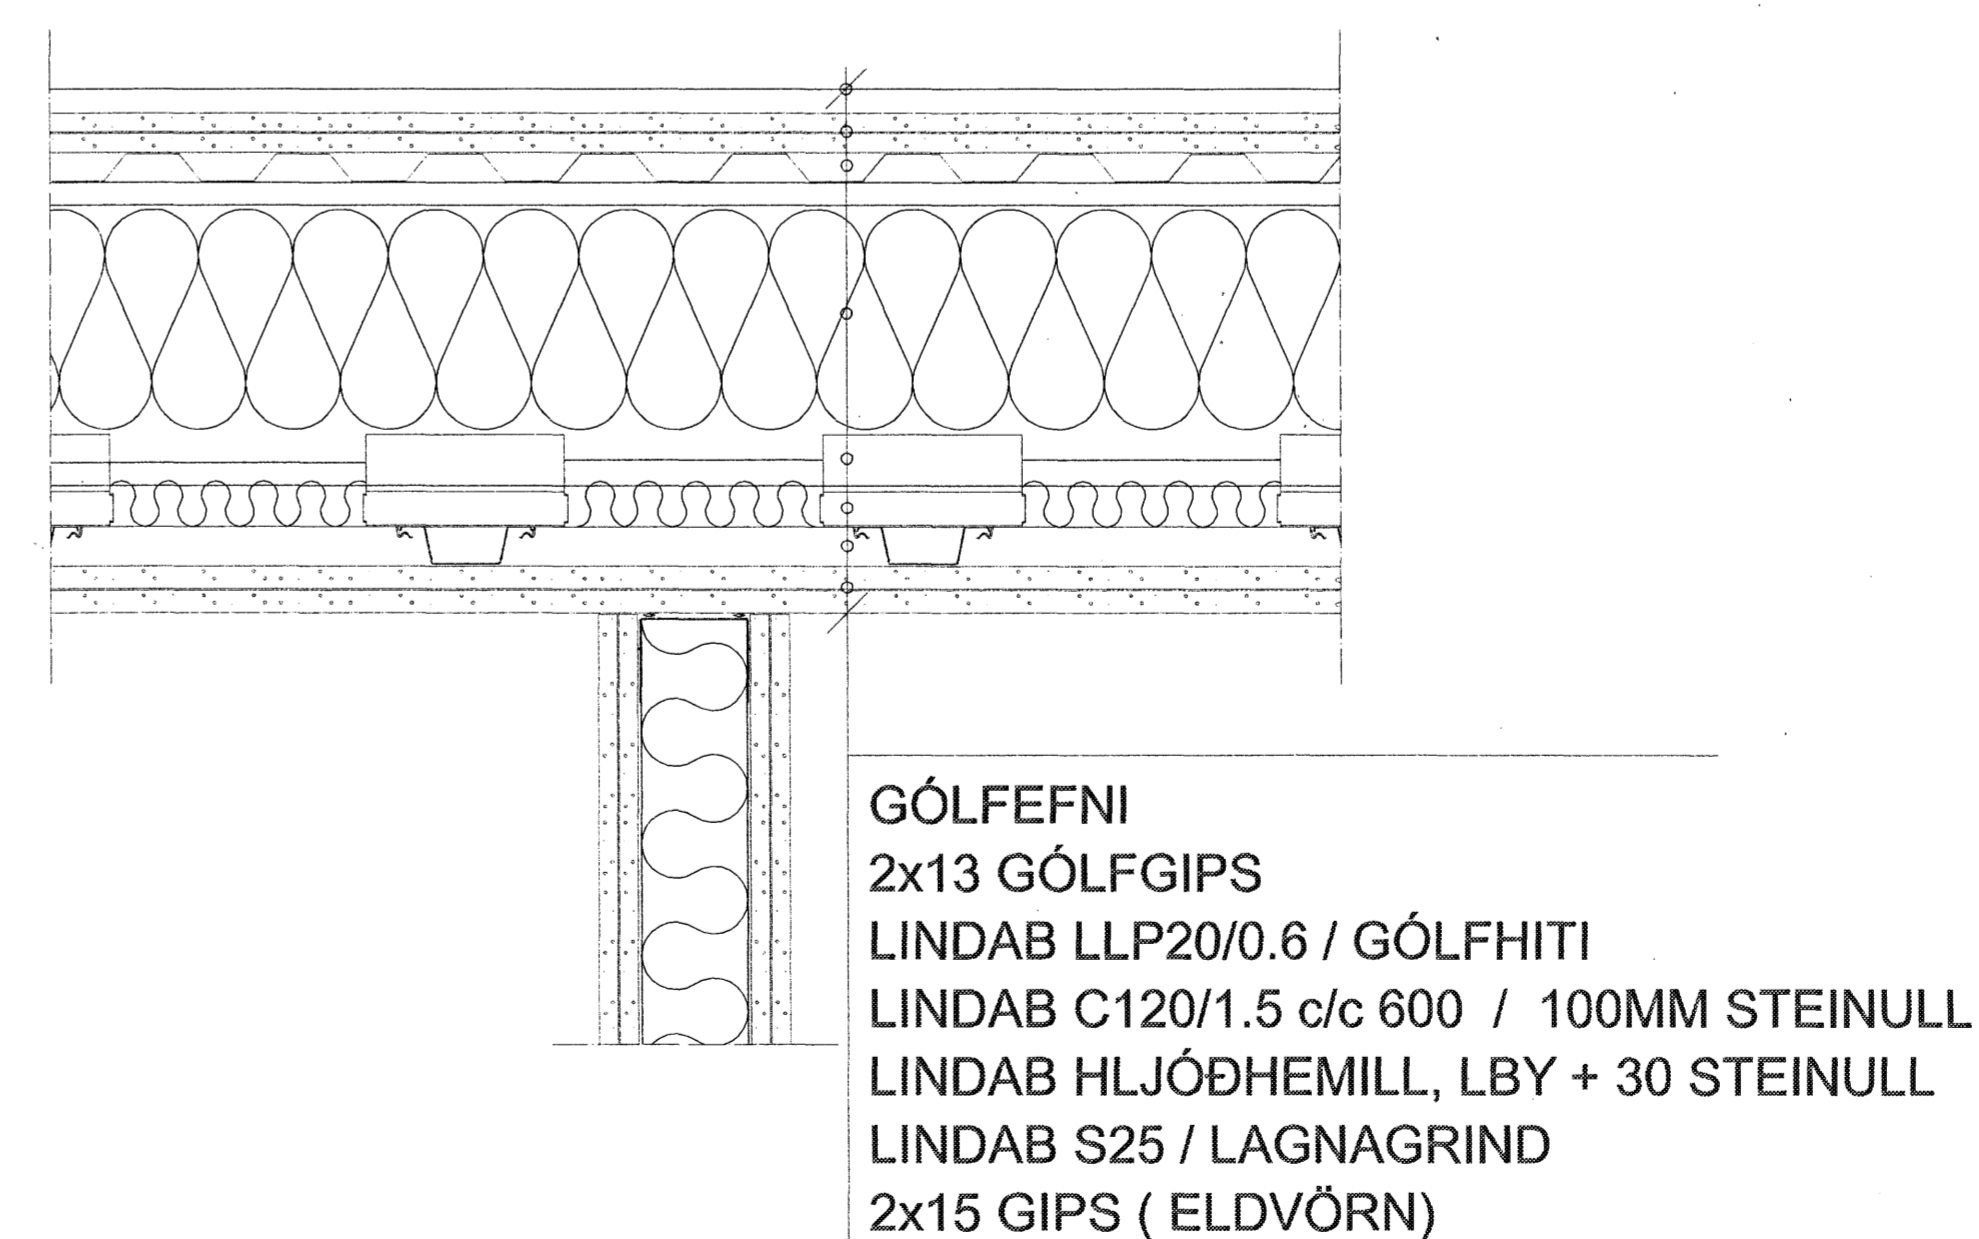 GÓLFEFNI
2x13 GÓLFGIPS
LINDAB LLP20/0.6 / GÓLFHITI
LINDAB C120/1.5 c/c 600 / 100MM STEINULL
LINDAB HLJÓÐHEMILL, LBY + 30 STEINULL
LINDAB S25 / LAGNAGRIND
2x15 GIPS ( ELDVÖRN)